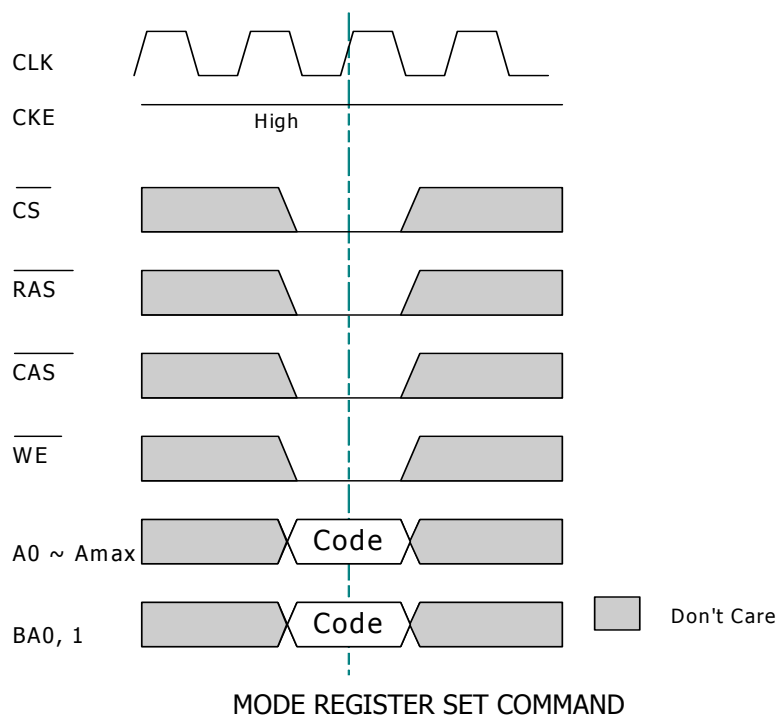 CLK
CKE
High
CS
RAS
CAS
WE
A0 ~ Amax
Code
BA0, 1
Code
Don't Care
MODE REGISTER SET COMMAND